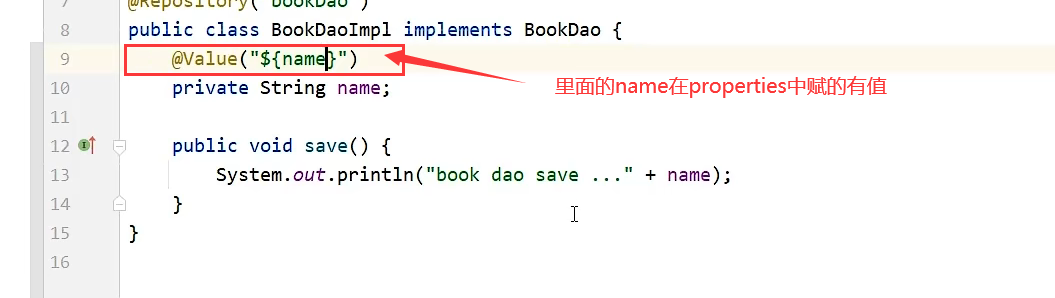 7 @Repository("bookDao")
8 public class BookDaoImpl implements BookDao {
9 @Value("${name}")
10 private String name;
里面的name在properties中赋的有值
11
12 public void save() {
13 System.out.println("book dao save ..." + name);
14 }
15 }
16